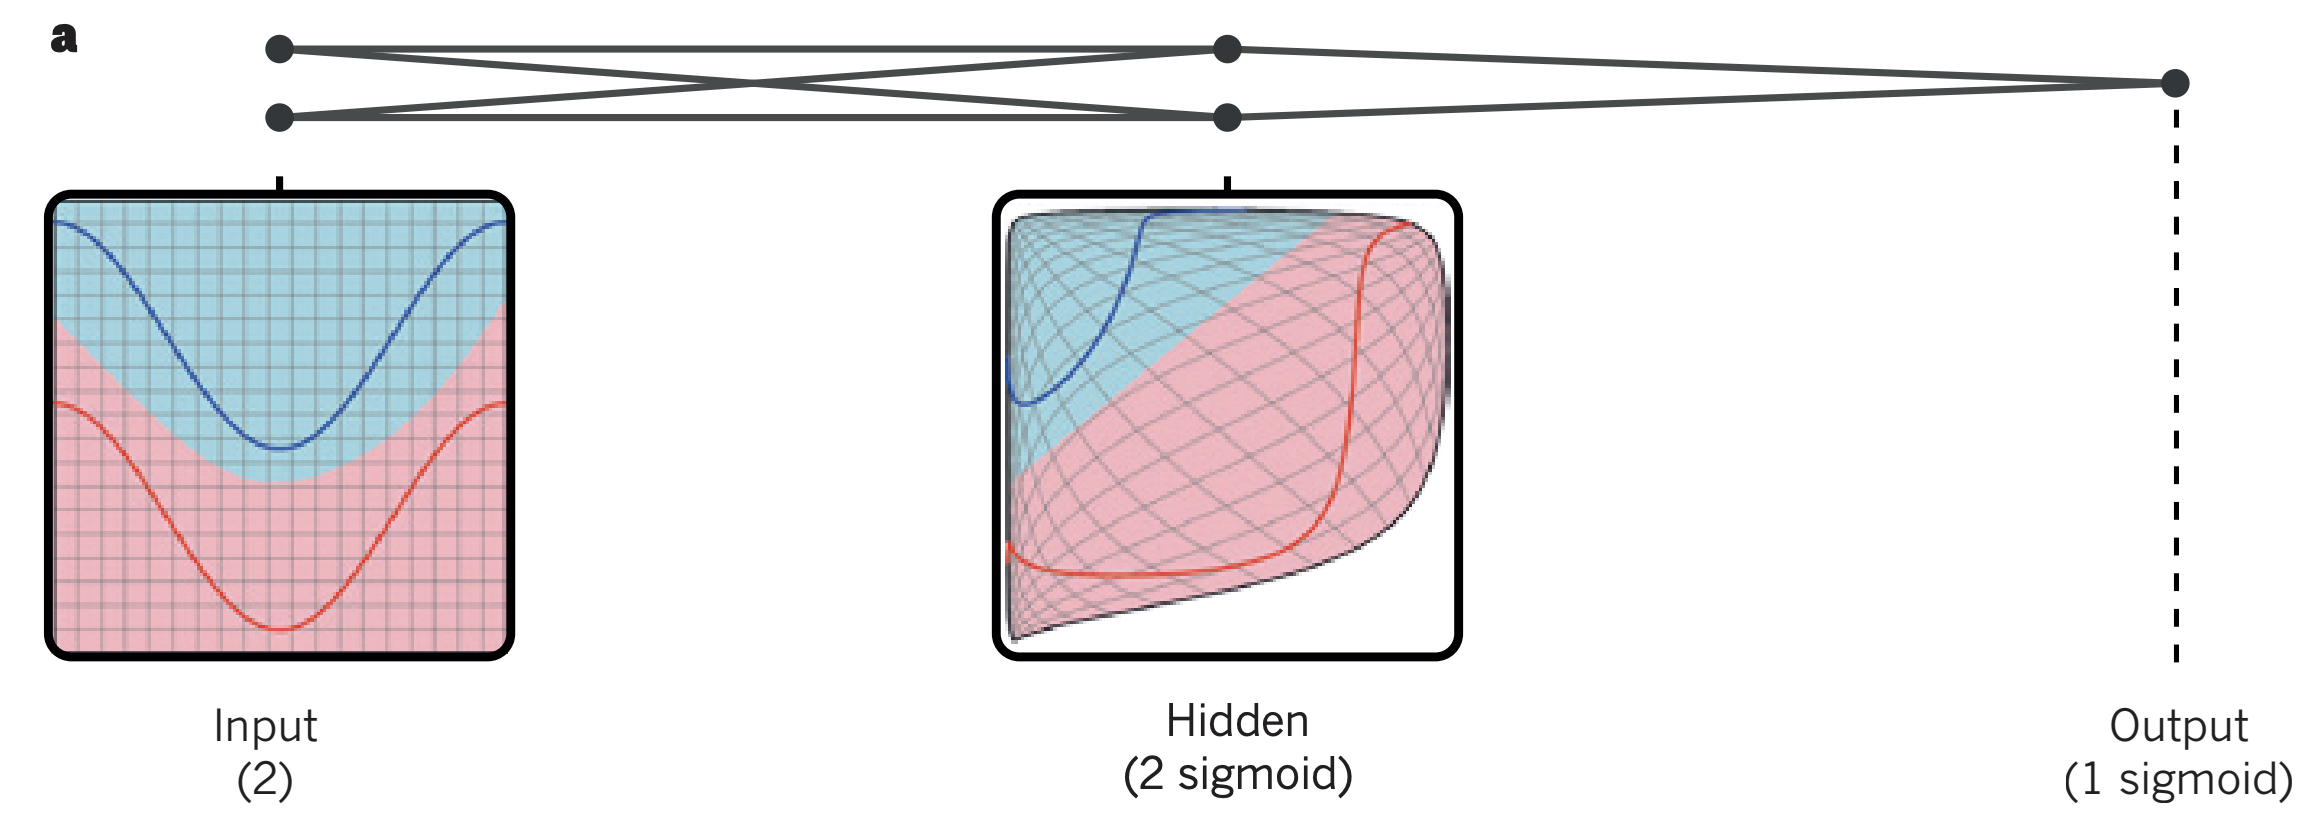 a
Input
(2)
Hidden
(2 sigmoid)
Output
(1 sigmoid)